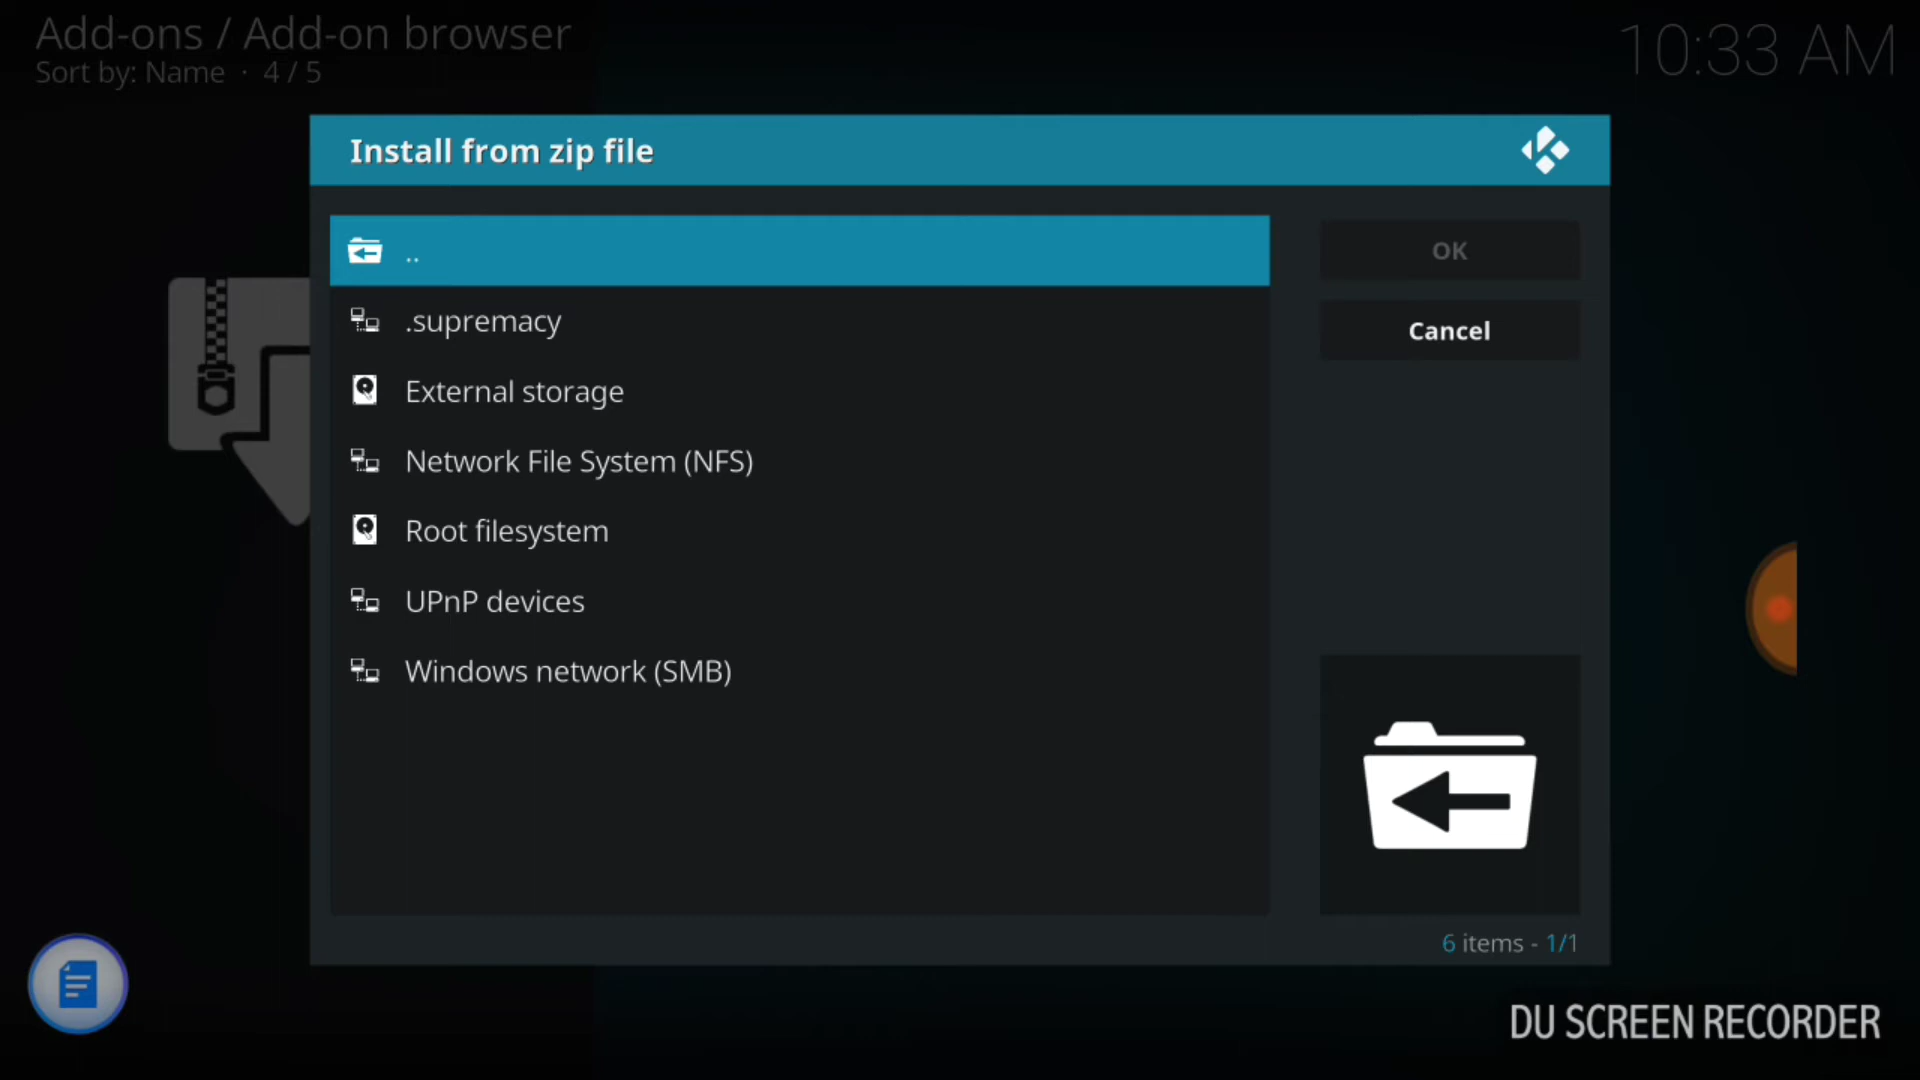 Add-ons / Add-on browser
Sort by: Name · 4 / 5
10:33 AM
Install from zip file
..
.supremacy
External storage
Network File System (NFS)
Root filesystem
UPnP devices
Windows network (SMB)
OK
Cancel
6 items - 1/1
DU SCREEN RECORDER